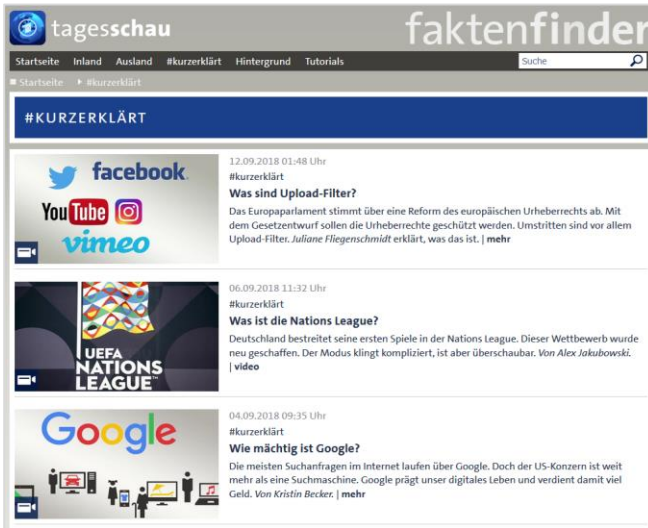 tagesschau
faktenfinder
Startseite Inland Ausland #kurzerklärt Hintergrund Tutorials Suche
Startseite #kurzerklärt
#KURZERKLÄRT
facebook
YouTube
vimeo
12.09.2018 01:48 Uhr
#kurzerklärt
Was sind Upload-Filter?
Das Europaparlament stimmt über eine Reform des europäischen Urheberrechts ab. Mit
dem Gesetzentwurf sollen die Urheberrechte geschützt werden. Umstritten sind vor allem
Upload-Filter. Juliane Fliegenschmidt erklärt, was das ist. | mehr
UEFA
NATIONS
LEAGUE™
06.09.2018 11:32 Uhr
#kurzerklärt
Was ist die Nations League?
Deutschland bestreitet seine ersten Spiele in der Nations League. Dieser Wettbewerb wurde
neu geschaffen. Der Modus klingt kompliziert, ist aber überschaubar. Von Alex Jakubowski.
| video
Google
04.09.2018 09:35 Uhr
#kurzerklärt
Wie mächtig ist Google?
Die meisten Suchanfragen im Internet laufen über Google. Doch der US-Konzern ist weit
mehr als eine Suchmaschine. Google prägt unser digitales Leben und verdient damit viel
Geld. Von Kristin Becker. | mehr